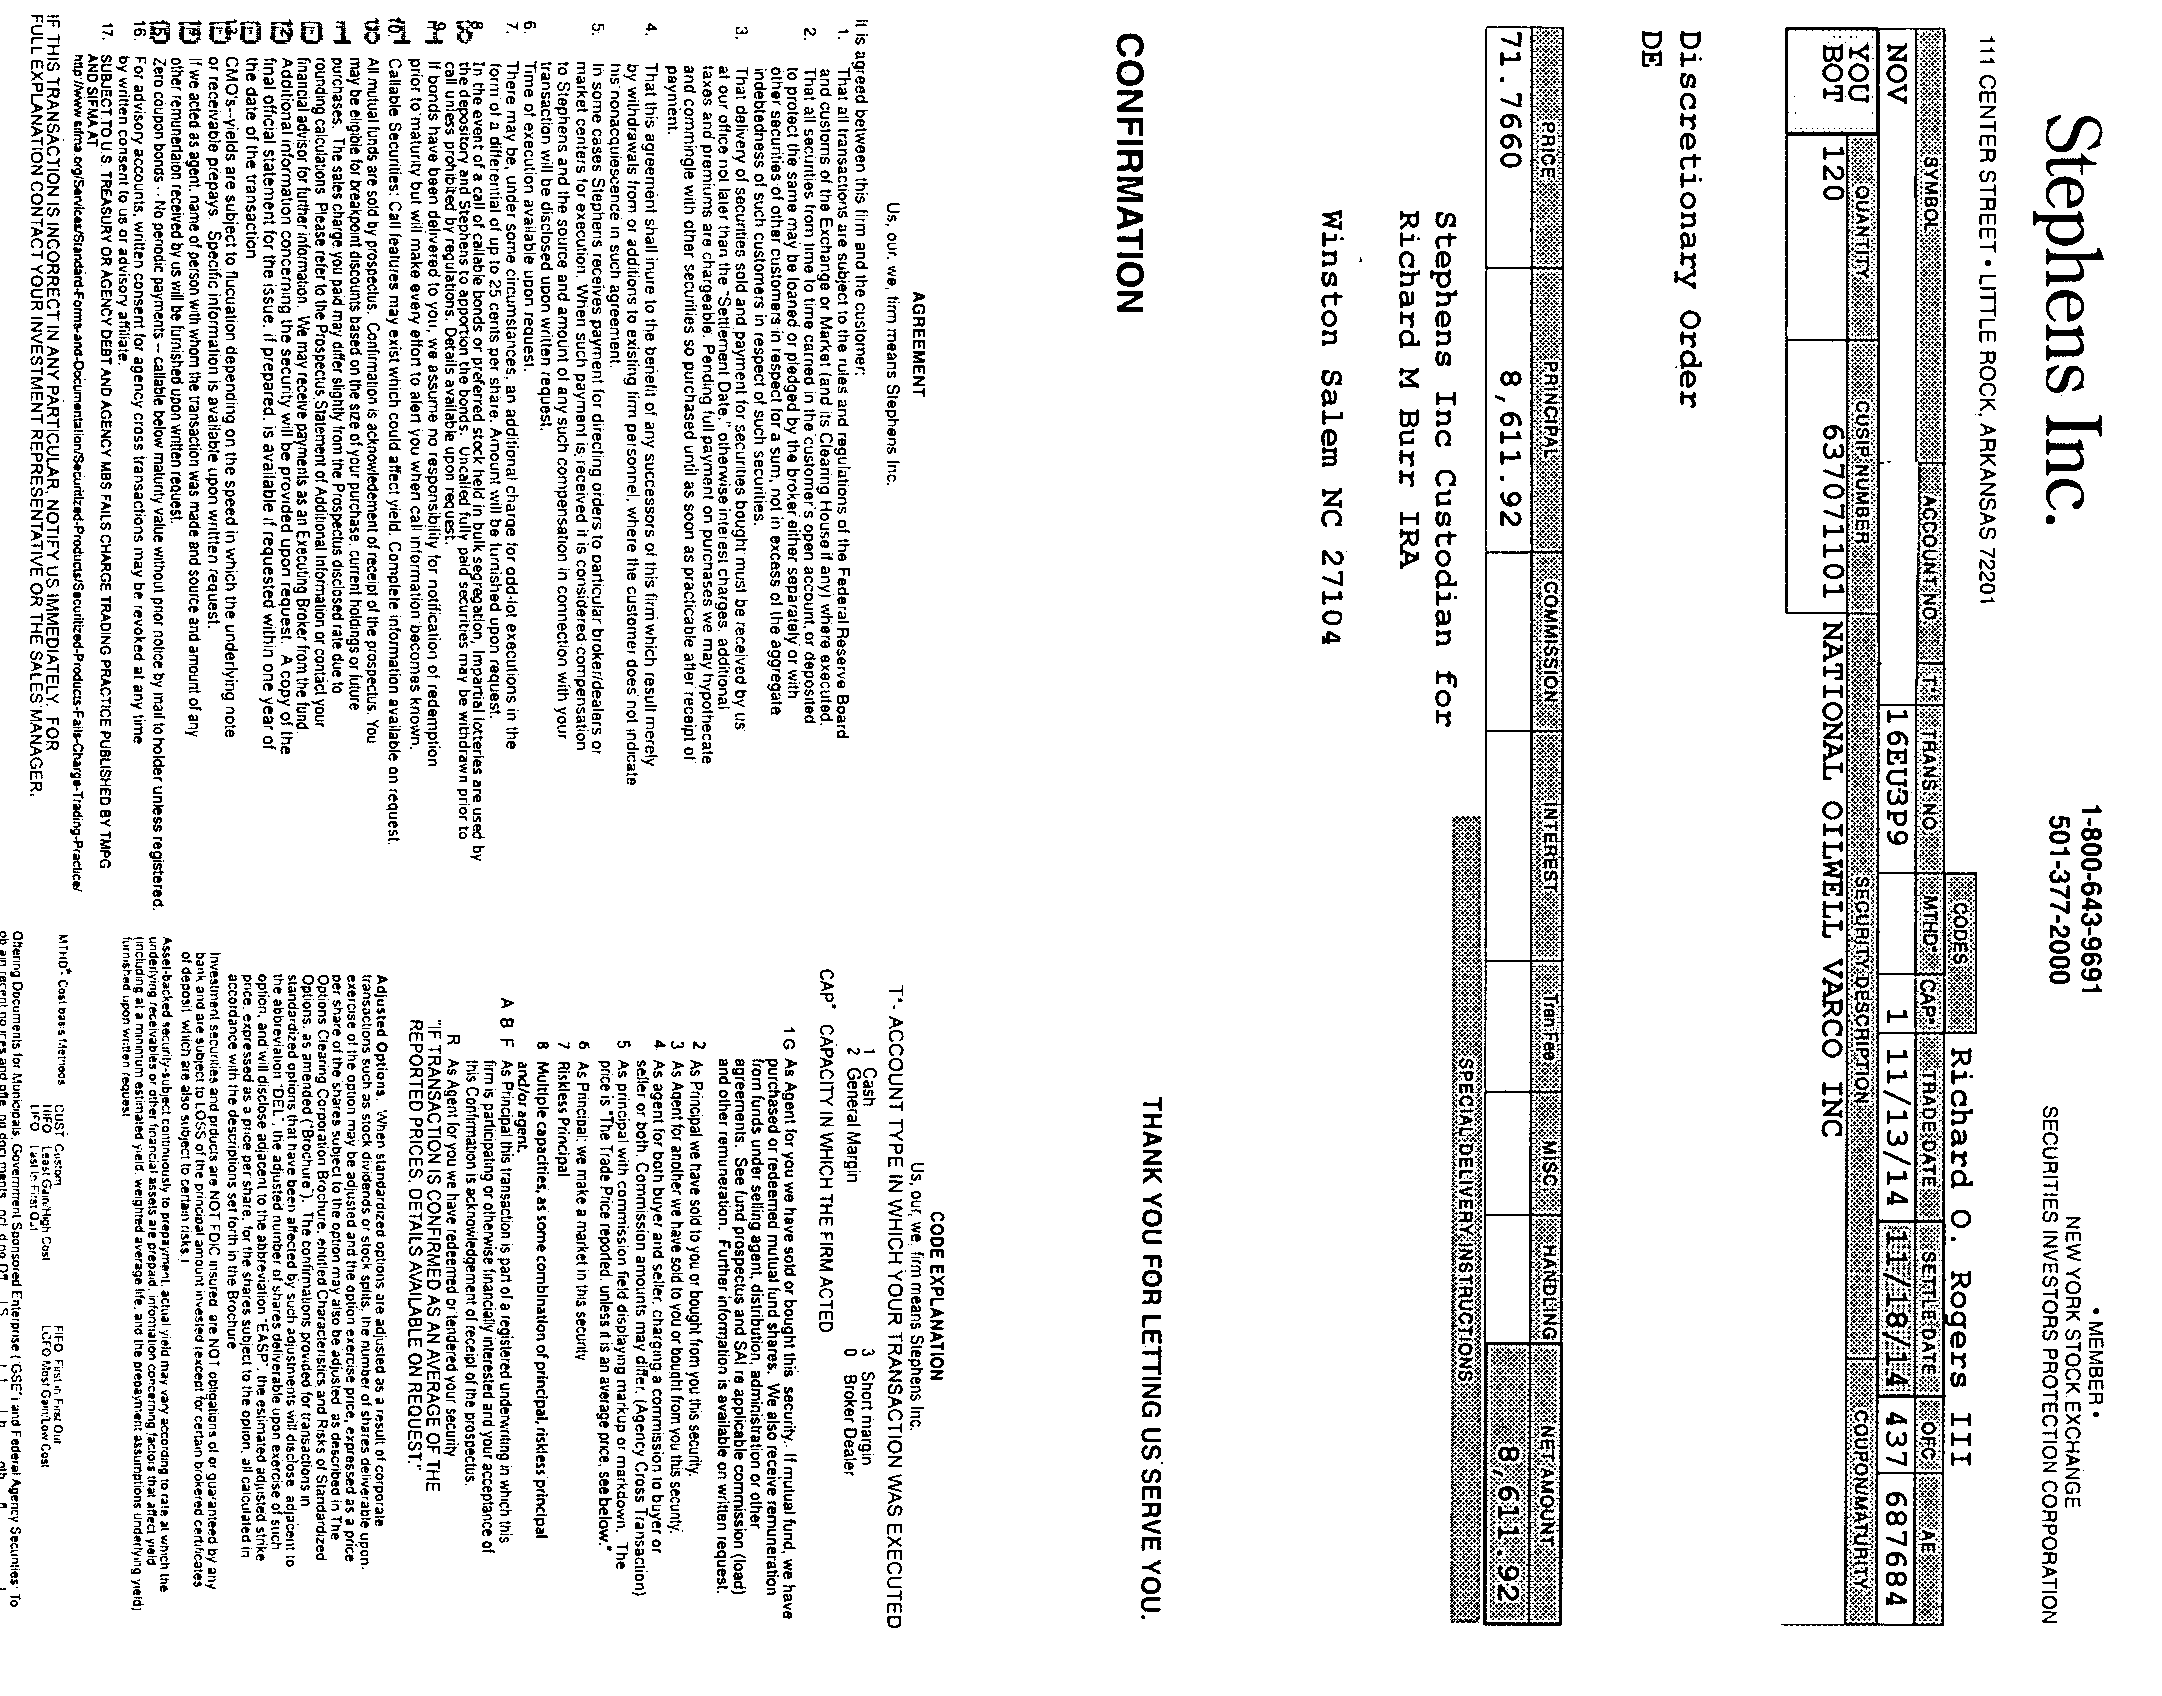 Stephens Inc.
111 CENTER STREET • LITTLE ROCK, ARKANSAS 72201
1-800-643-9691
501-377-2000
• MEMBER •
NEW YORK STOCK EXCHANGE
SECURITIES INVESTORS PROTECTION CORPORATION
CODES Richard O. Rogers III
SYMBOL ACCOUNT NO. T* TRANS. NO. MTHD* CAP* TRADE DATE SETTLE DATE OFC AE
NOV 16EU3P9 1 11/13/14 11/18/14 437 687684
YOU BOT QUANTITY CUSIP NUMBER SECURITY DESCRIPTION COUPON/MATURITY
120 637071101 NATIONAL OILWELL VARCO INC
Discretionary Order
DE
PRICE PRINCIPAL COMMISSION INTEREST Tran Fee MISC HANDLING NET AMOUNT
71.7660 8,611.92 8,611.92
SPECIAL DELIVERY INSTRUCTIONS
Stephens Inc Custodian for
Richard M Burr IRA
Winston Salem NC 27104
CONFIRMATION
THANK YOU FOR LETTING US SERVE YOU.
AGREEMENT
Us, our, we, firm means Stephens Inc.
It is agreed between this firm and the customer:
1. That all transactions are subject to the rules and regulations of the Federal Reserve Board
and customs of the Exchange or Market (and its Clearing House if any) where executed.
2. That all securities from time to time carried in the customer's open account, or deposited
to protect the same may be loaned or pledged by the broker either separately or with
other securities of other customers in respect for a sum, not in excess of the aggregate
indebtedness of such customers in respect of such securities.
3. That delivery of securities sold and payment for securities bought must be received by us
at our office not later than the "Settlement Date," otherwise interest charges, additional
taxes and premiums are chargeable. Pending full payment on purchases we may hypothecate
and commingle with other securities so purchased until as soon as practicable after receipt of
payment.
4. That this agreement shall inure to the benefit of any successors of this firm which result merely
by withdrawals from or additions to existing firm personnel, where the customer does not indicate
his nonacquiescence in such agreement.
5. In some cases Stephens receives payment for directing orders to particular broker/dealers or
market centers for execution. When such payment is received it is considered compensation
to Stephens and the source and amount of any such compensation in connection with your
transaction will be disclosed upon written request.
6. Time of execution available upon request.
7. There may be, under some circumstances, an additional charge for odd-lot executions in the
form of a differential of up to 25 cents per share. Amount will be furnished upon request.
8. In the event of a call of callable bonds or preferred stock held in bulk segregation, Impartial lotteries are used by
the depository and Stephens to apportion the bonds. Uncalled fully paid securities may be withdrawn prior to
call unless prohibited by regulations. Details available upon request.
If bonds have been delivered to you, we assume no responsibility for notification of redemption
prior to maturity but will make every effort to alert you when call information becomes known.
Callable Securities: Call features may exist which could affect yield. Complete information available on request.
All mutual funds are sold by prospectus. Confirmation is acknowledement of receipt of the prospectus. You
may be eligible for breakpoint discounts based on the size of your purchase, current holdings or future
purchases. The sales charge you paid may differ slightly from the Prospectus disclosed rate due to
rounding calculations. Please refer to the Prospectus, Statement of Additional Information or contact your
financial advisor for further information. We may receive payments as an Executing Broker from the fund
Additional information concerning the security will be provided upon request. A copy of the
final official statement for the issue, if prepared, is available if requested within one year of
the date of the transaction
CMO's--yields are subject to flucuation depending on the speed in which the underlying note
or receivable prepays. Specific information is available upon written request.
If we acted as agent, name of person with whom the transaction was made and source and amount of any
other remunertaion received by us will be furnished upon written request.
Zero coupon bonds -- No periodic payments -- callable below maturity value without prior notice by mail to holder unless registered.
16. For advisory accounts, written consent for agency cross transactions may be revoked at any time
by written consent to us or advisory affiliate.
17. SUBJECT TO U.S. TREASURY OR AGENCY DEBT AND AGENCY MBS FAILS CHARGE TRADING PRACTICE PUBLISHED BY TMPG
AND SIFMA AT
http://www.sifma.org/Services/Standard-Forms-and-Documentation/Securitized-Products/Securitized-Products-Fails-Charge-Trading-Practice/
IF THIS TRANSACTION IS INCORRECT IN ANY PARTICULAR, NOTIFY US IMMEDIATELY. FOR
FULL EXPLANATION CONTACT YOUR INVESTMENT REPRESENTATIVE OR THE SALES MANAGER.
CODE EXPLANATION
Us, our, we, firm means Stephens Inc.
T*- ACCOUNT TYPE IN WHICH YOUR TRANSACTION WAS EXECUTED
1 Cash 3 Short margin
2 General Margin 0 Broker Dealer
CAP* CAPACITY IN WHICH THE FIRM ACTED
1G As Agent for you we have sold or bought this security. If mutual fund, we have
purchased or redeemed mutual fund shares. We also receive remuneration
from funds under selling agent, distribution, administration or other
agreements. See fund prospectus and SAI re applicable commission (load)
and other remuneration. Further information is available on written request.
2 As Principal we have sold to you or bought from you this security.
3 As Agent for another we have sold to you or bought from you this security.
4 As agent for both buyer and seller, charging a commission to buyer or
seller or both. Commission amounts may differ. (Agency Cross Transaction)
5 As principal with commission field displaying markup or markdown. The
price is "The Trade Price reported, unless it is an average price, see below."
6 As Principal; we make a market in this security
7 Riskless Principal
8 Multiple capacities, as some combination of principal, riskless principal
and/or agent.
A B F As Principal this transaction is part of a registered underwriting in which this
firm is participating or otherwise financially interested and your acceptance of
this Confirmation is acknowledgement of receipt of the prospectus.
R As Agent for you we have redeemed or tendered your security
"IF TRANSACTION IS CONFIRMED AS AN AVERAGE OF THE
REPORTED PRICES, DETAILS AVAILABLE ON REQUEST."
Adjusted Options. When standardized options are adjusted as a result of corporate
transactions such as stock dividends or stock splits, the number of shares deliverable upon
exercise of the option may be adjusted and the option exercise price, expressed as a price
per share of the shares subject to the option may also be adjusted as described in The
Options Clearing Corporation Brochure, entitled Characteristics and Risks of Standardized
Options, as amended ("Brochure"). The confirmations provided for transactions in
standardized options that have been affected by such adjustments will disclose, adjacent to
the abbreviation "DEL", the adjusted number of shares deliverable upon exercise of such
option, and will disclose adjacent to the abbreviation "EASP", the estimated adjusted strike
price, expressed as a price per share, for the shares subject to the option, all calculated in
accordance with the descriptions set forth in the Brochure
Investment securities and prducts are NOT FDIC insured are NOT obligations of or guaranteed by any
bank and are subject to LOSS of the principal amount invested (except for certain brokered certificates
of deposit which are also subject to certain risks.)
Asset-backed security-subject continuously to prepayment, actual yield may vary according to rate at which the
underlying receivables or other financial assets are prepaid, information concerning factors that affect yield
(including at a minimum estimated yield, weighted average life, and the prepayment assumptions underlying yield)
furnished upon written request
MTHD* Cost basis Methods CUST Custom FIFO First in First Out
HIFO Least Gain/High Cost LGFO Most Gain/Low Cost
LIFO Last In First Out
Offering Documents for Municipals, Government Sponsored Enterprise ("GSE") and Federal Agency Securities: To